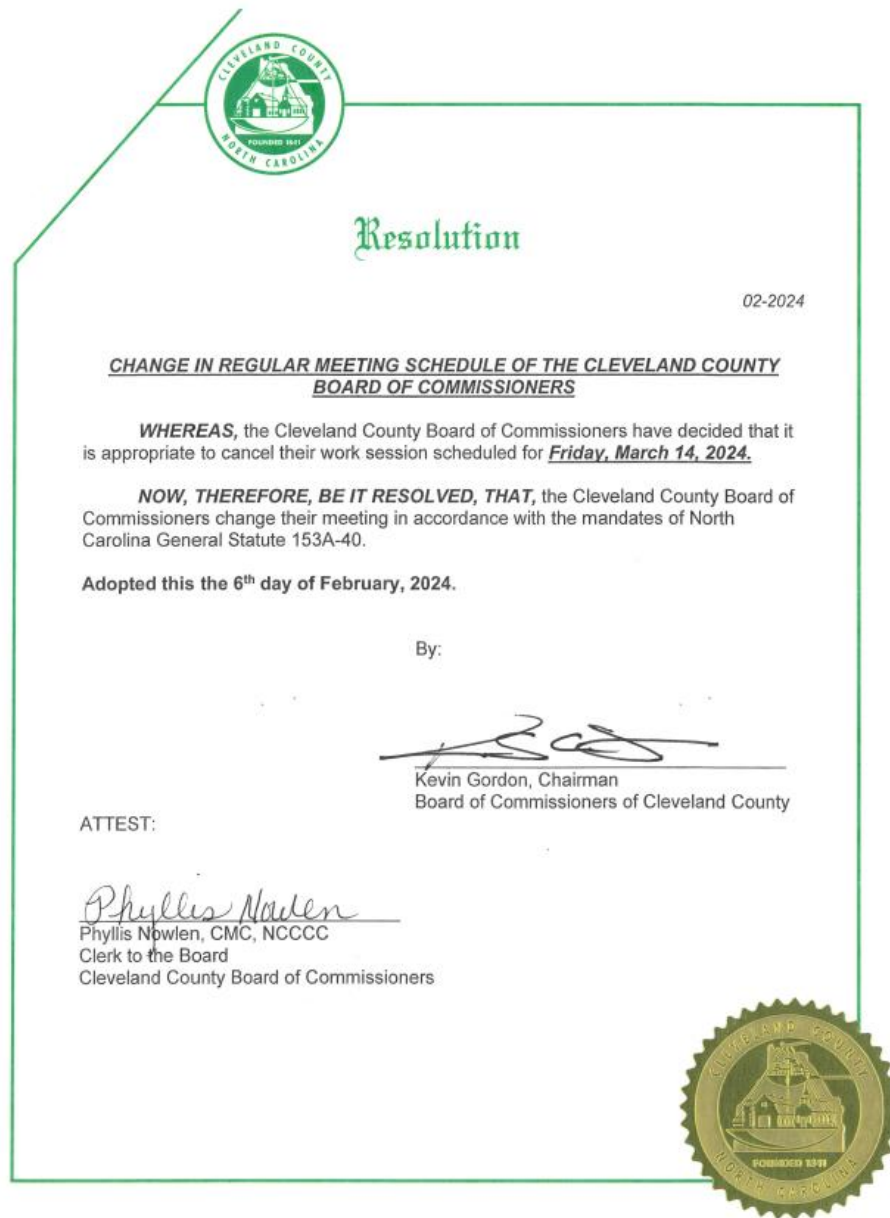 CLEVELAND COUNTY
FOUNDED 1841
NORTH CAROLINA
Resolution
02-2024
CHANGE IN REGULAR MEETING SCHEDULE OF THE CLEVELAND COUNTY
BOARD OF COMMISSIONERS
WHEREAS, the Cleveland County Board of Commissioners have decided that it
is appropriate to cancel their work session scheduled for Friday, March 14, 2024.
NOW, THEREFORE, BE IT RESOLVED, THAT, the Cleveland County Board of
Commissioners change their meeting in accordance with the mandates of North
Carolina General Statute 153A-40.
Adopted this the 6th day of February, 2024.
By:
Kevin Gordon, Chairman
Board of Commissioners of Cleveland County
ATTEST:
Phyllis Nowlen
Phyllis Nowlen, CMC, NCCCC
Clerk to the Board
Cleveland County Board of Commissioners
CLEVELAND COUNTY
FOUNDED 1841
NORTH CAROLINA